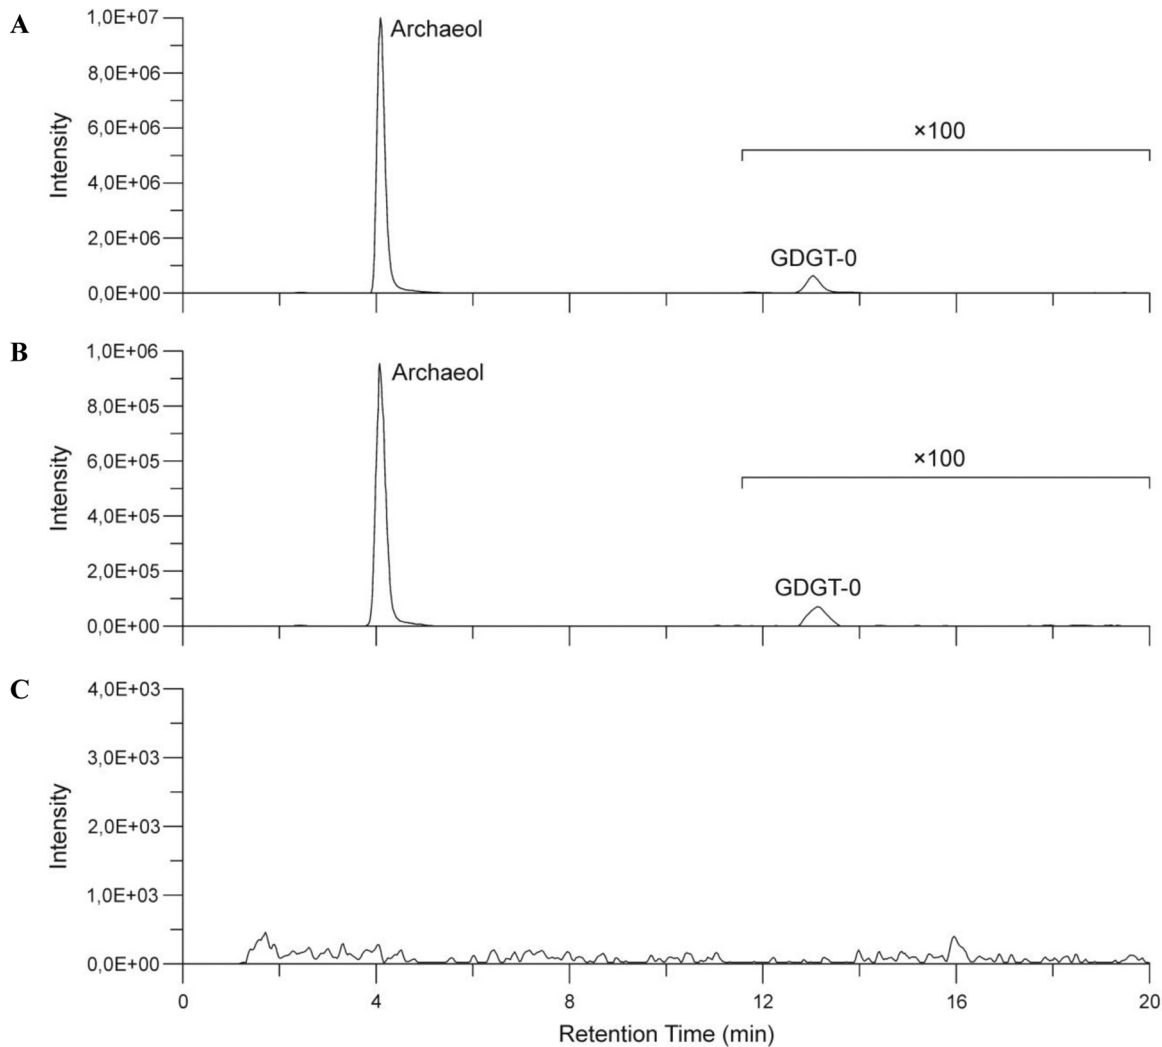 A
1,0E+07
Archaeol
8,0E+06
×100
6,0E+06
Intensity
4,0E+06
2,0E+06
GDGT-0
0,0E+00
B
1,0E+06
Archaeol
8,0E+05
×100
6,0E+05
Intensity
4,0E+05
2,0E+05
GDGT-0
0,0E+00
C
4,0E+03
3,0E+03
Intensity
2,0E+03
1,0E+03
0,0E+00
0 4 8 12 16 20
Retention Time (min)